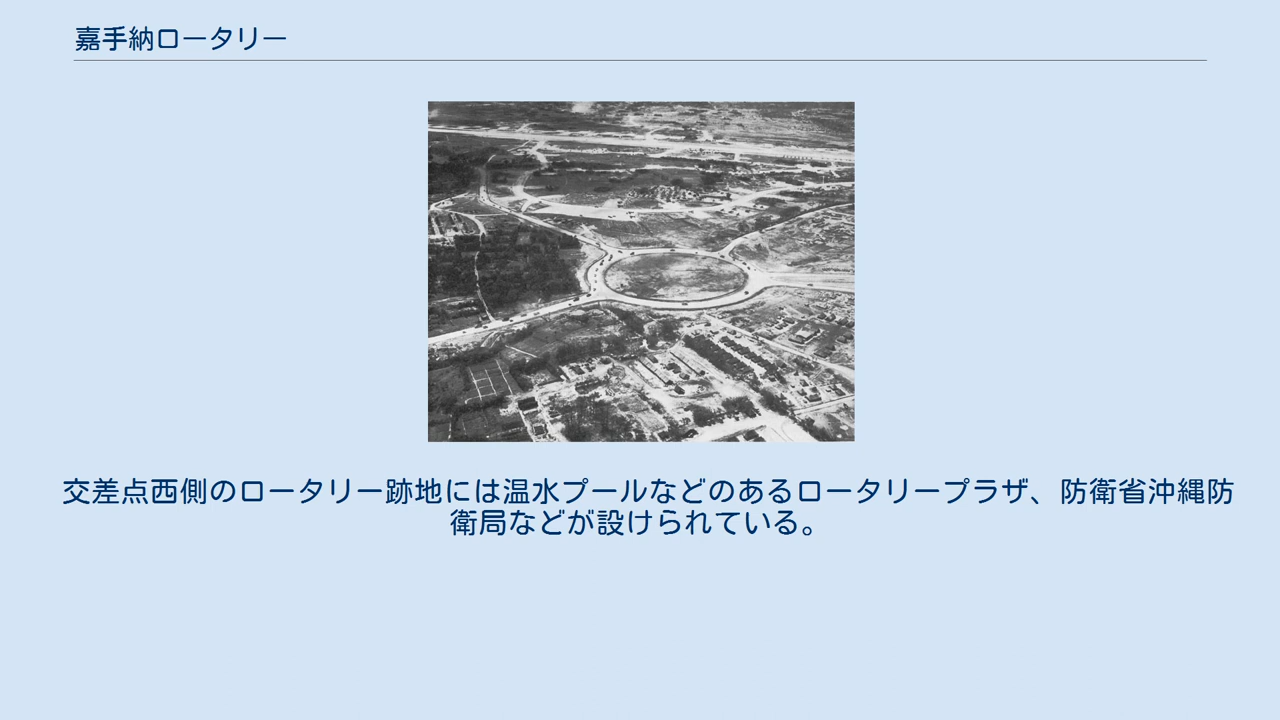 嘉手納ロータリー
交差点西側のロータリー跡地には温水プールなどのあるロータリープラザ、防衛省沖縄防
衛局などが設けられている。